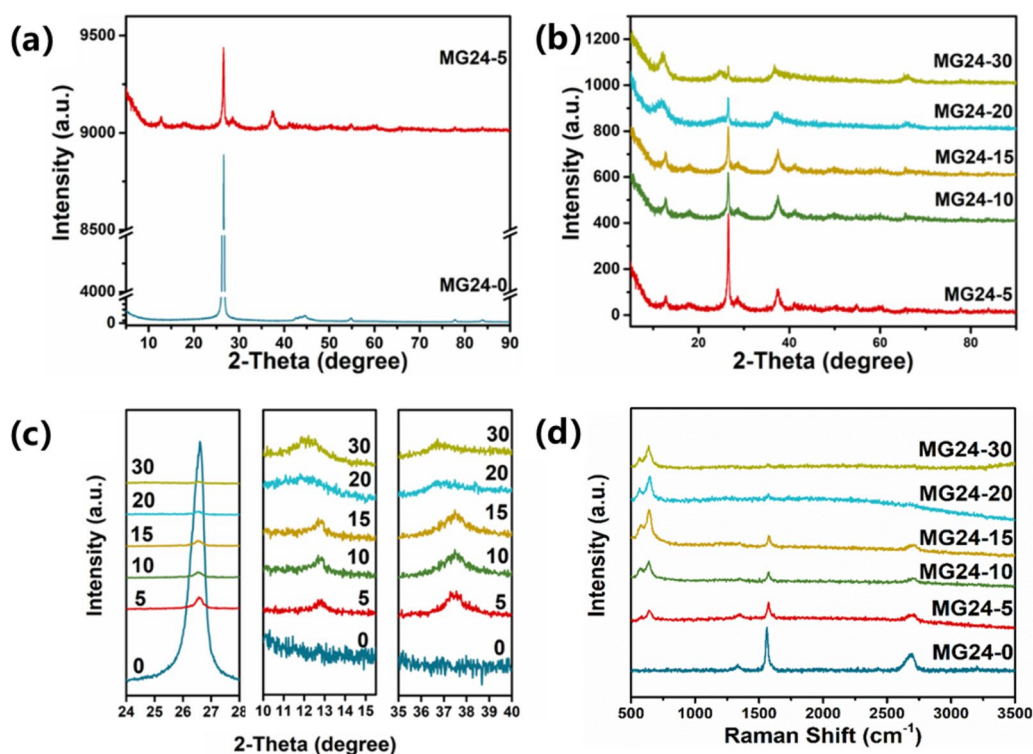 (a)
9500
9000
8500
4000
0
Intensity (a.u.)
MG24-5
MG24-0
10 20 30 40 50 60 70 80 90
2-Theta (degree)
(b)
1200
1000
800
600
400
200
0
Intensity (a.u.)
MG24-30
MG24-20
MG24-15
MG24-10
MG24-5
20 40 60 80
2-Theta (degree)
(c)
Intensity (a.u.)
30
20
15
10
5
0
24 25 26 27 28
30
20
15
10
5
0
10 11 12 13 14 15
30
20
15
10
5
0
35 36 37 38 39 40
2-Theta (degree)
(d)
Intensity (a.u.)
MG24-30
MG24-20
MG24-15
MG24-10
MG24-5
MG24-0
500 1000 1500 2000 2500 3000 3500
Raman Shift (cm⁻¹)